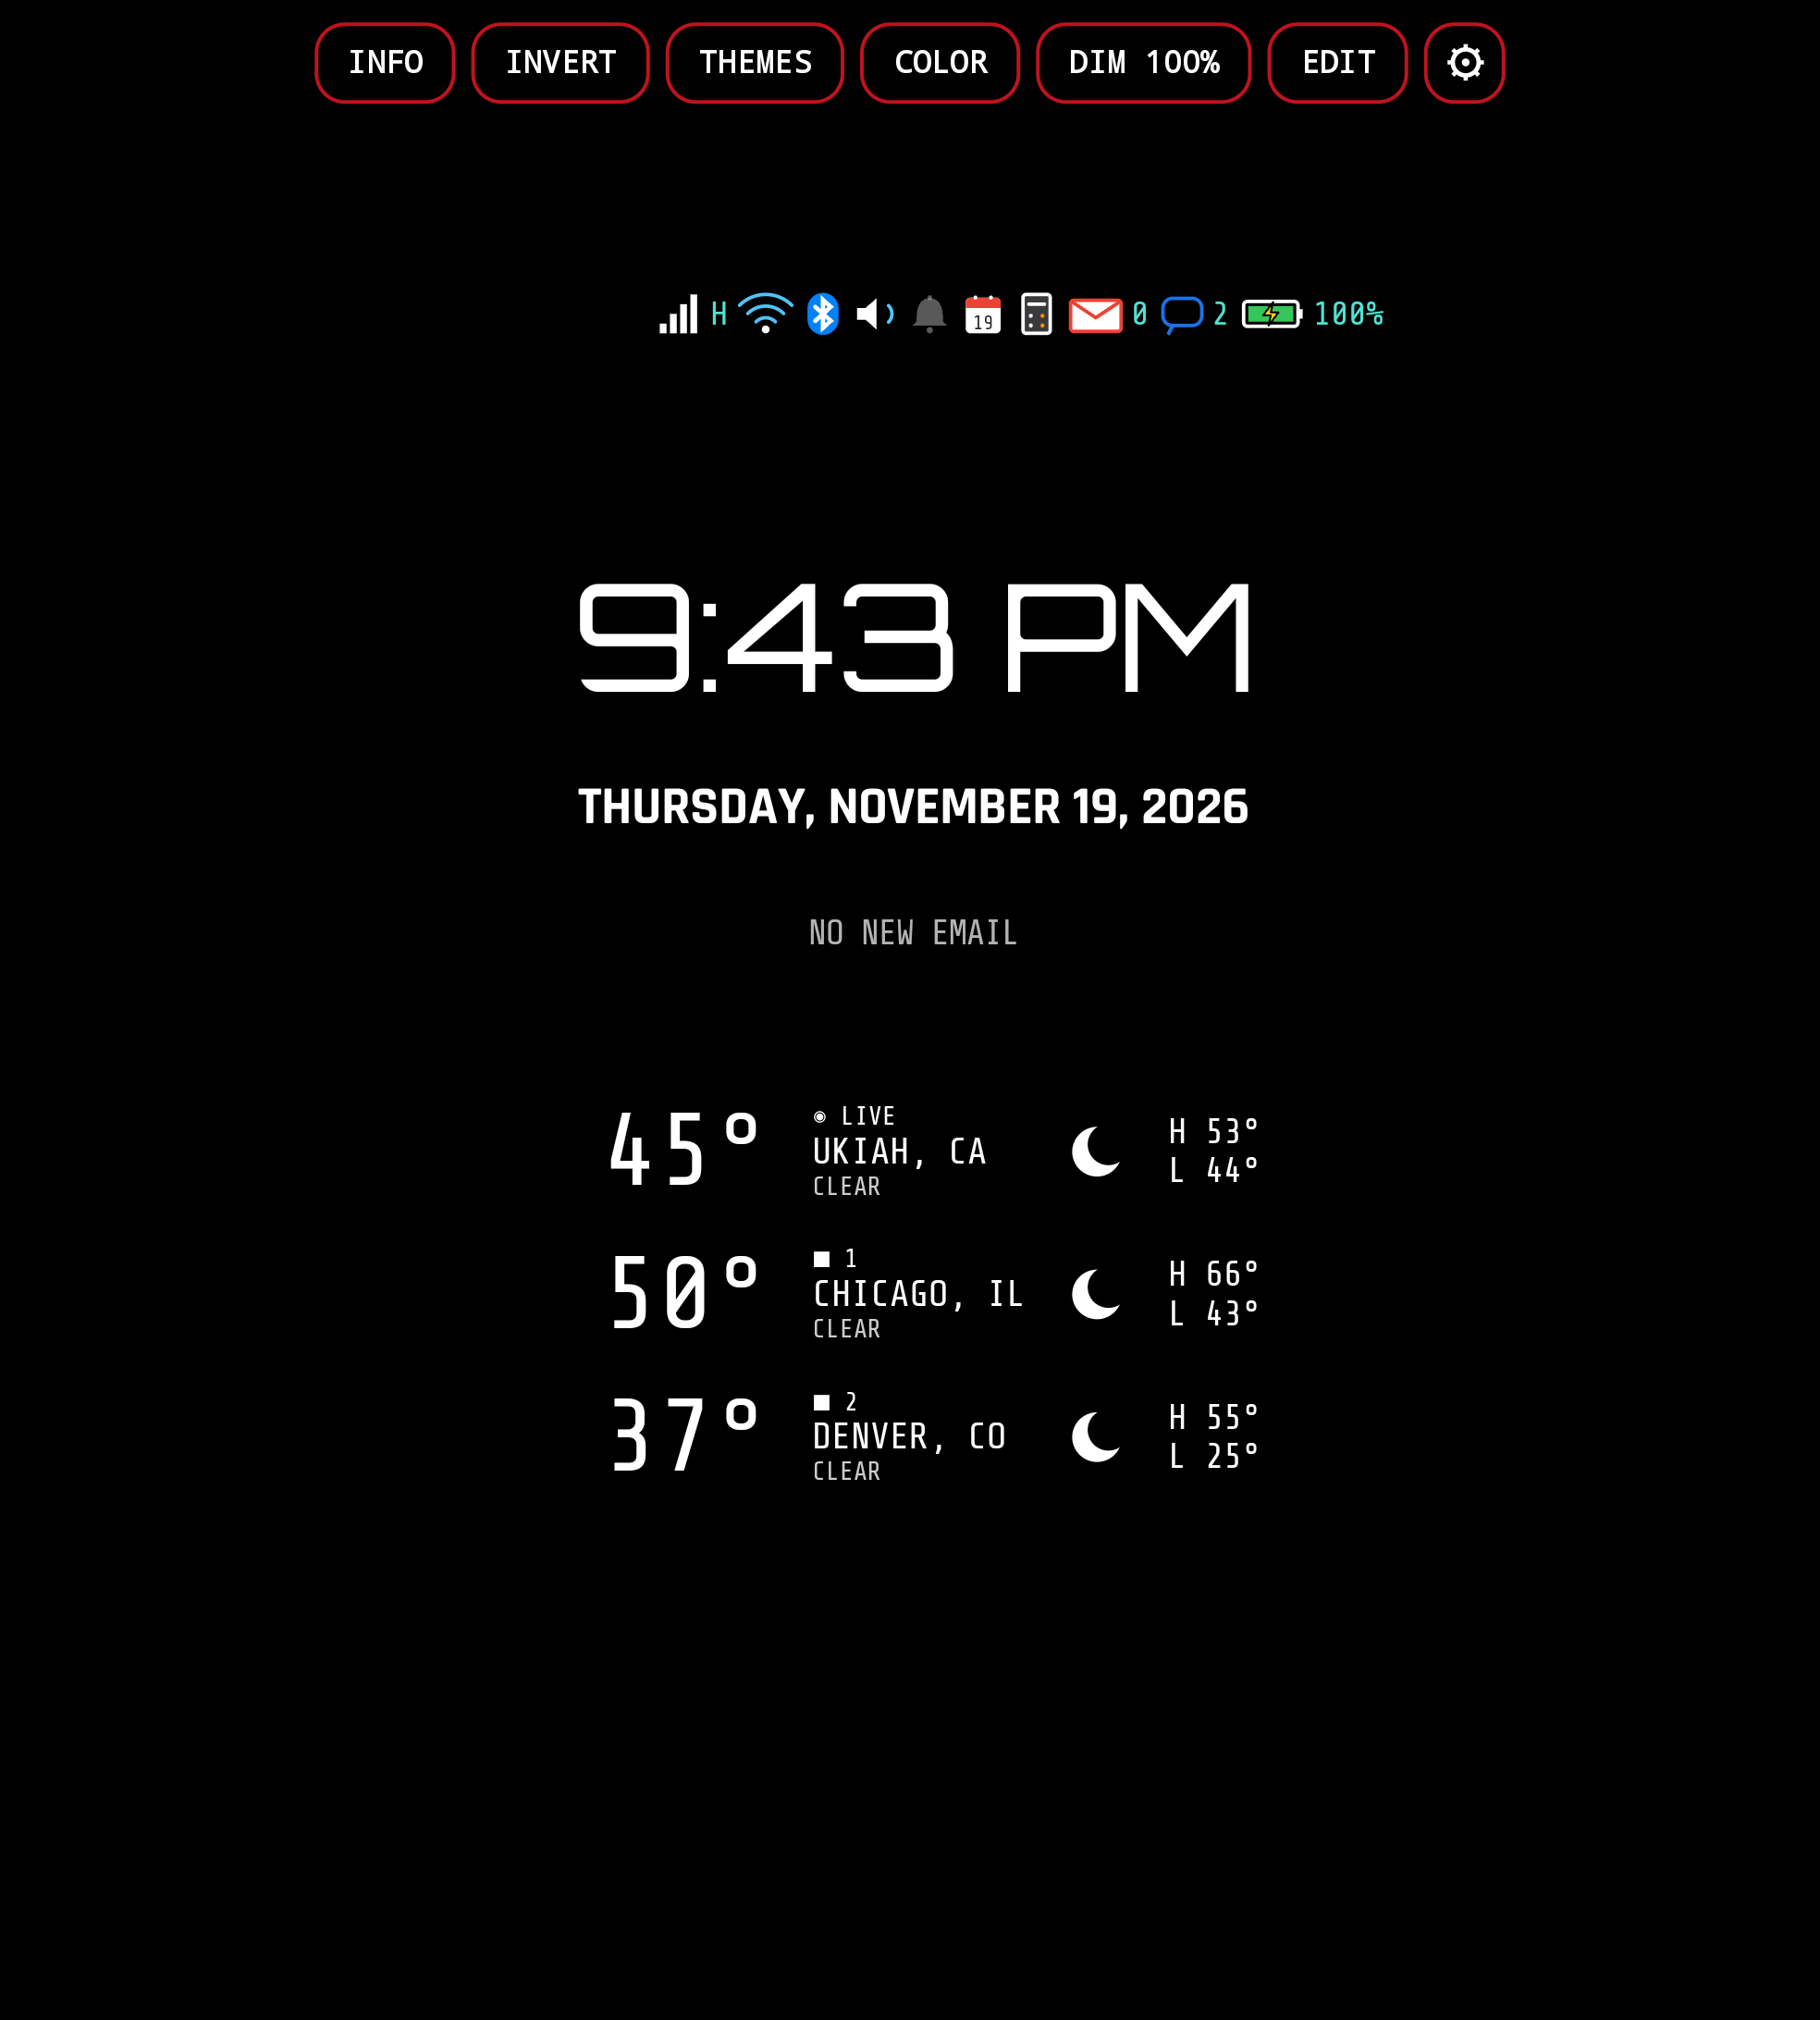 INFO INVERT THEMES COLOR DIM 100% EDIT
H 19 0 2 100%
9:43 PM
THURSDAY, NOVEMBER 19, 2026
NO NEW EMAIL
45°
◉ LIVE
UKIAH, CA
CLEAR
H 53°
L 44°
50°
■ 1
CHICAGO, IL
CLEAR
H 66°
L 43°
37°
■ 2
DENVER, CO
CLEAR
H 55°
L 25°